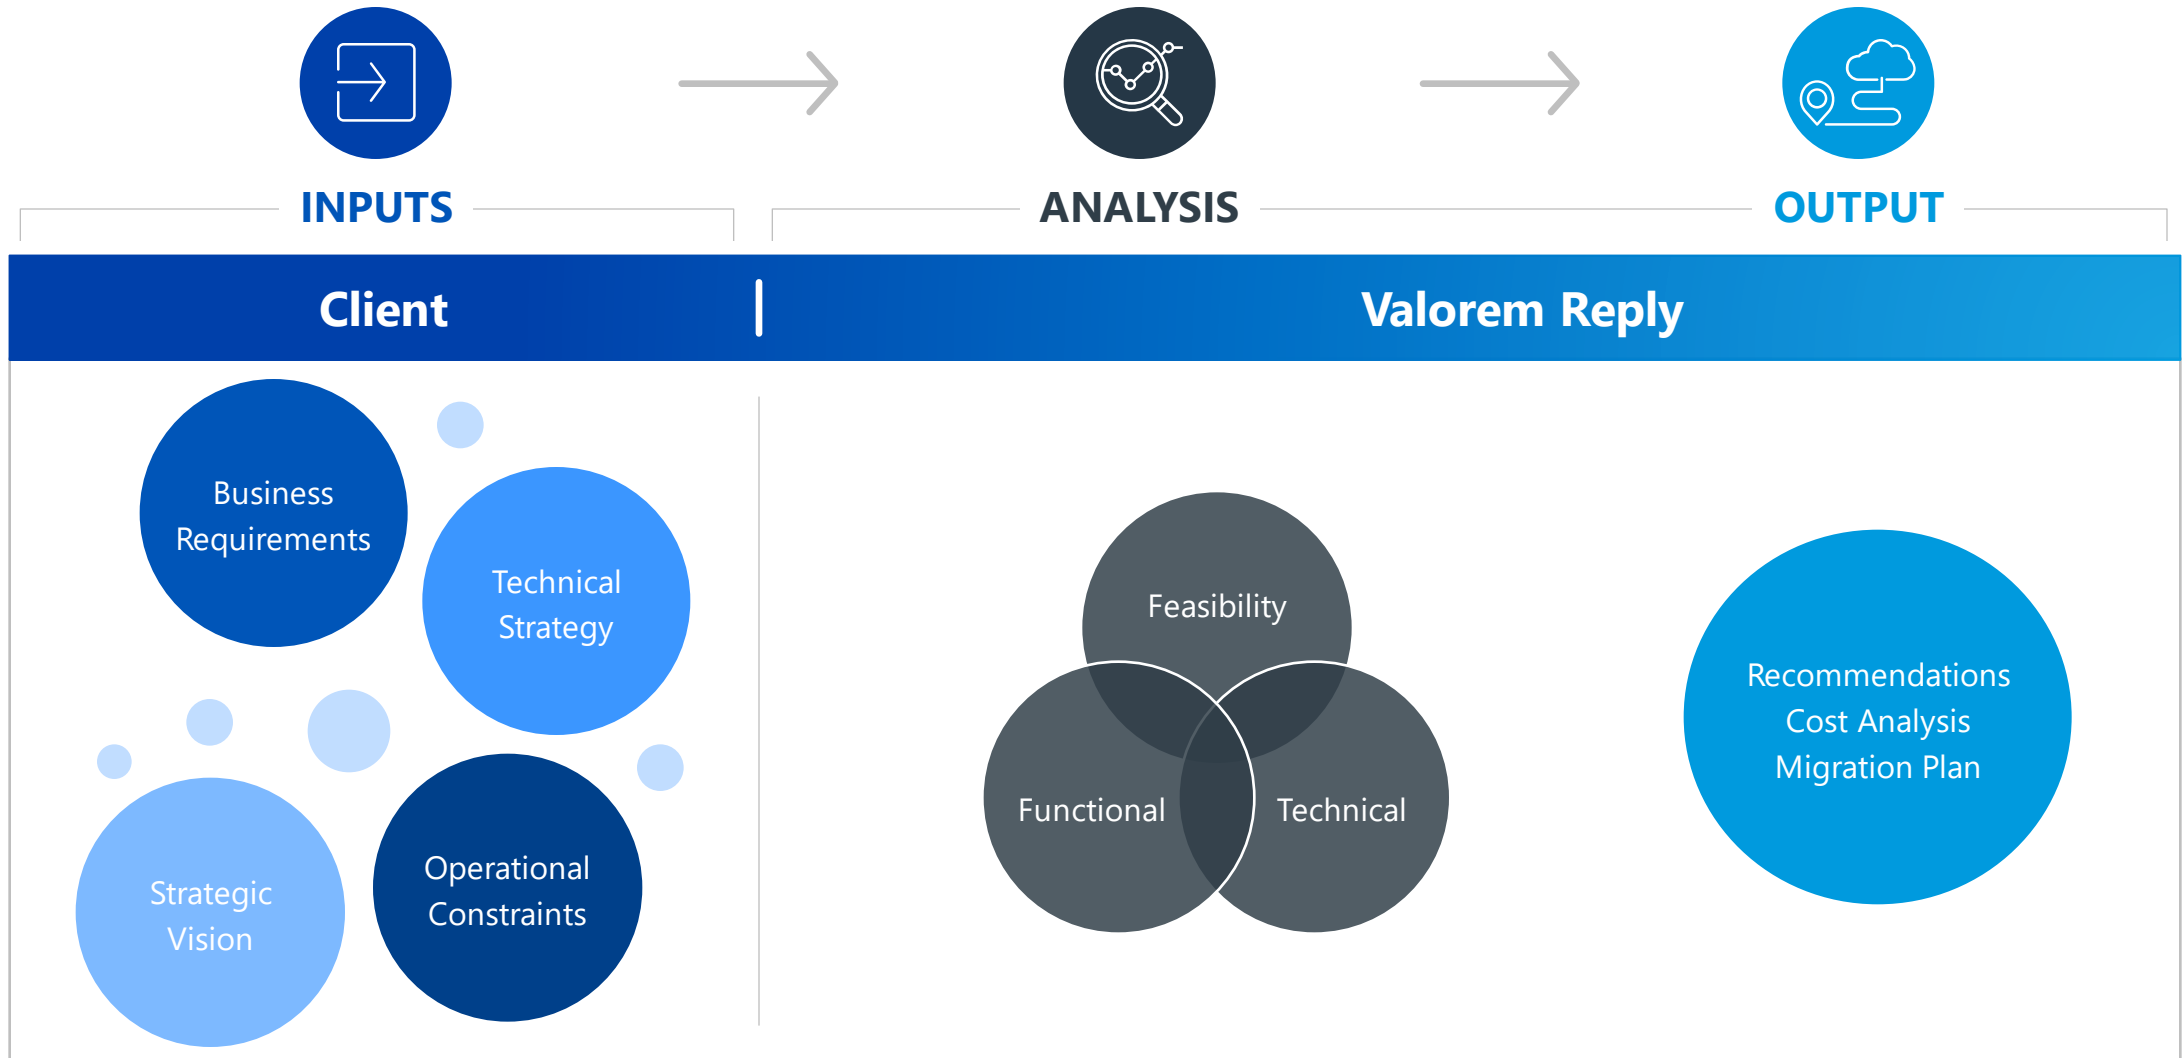 INPUTS
ANALYSIS
OUTPUT
Client
Valorem Reply
Business
Requirements
Technical
Strategy
Strategic
Vision
Operational
Constraints
Feasibility
Functional
Technical
Recommendations
Cost Analysis
Migration Plan